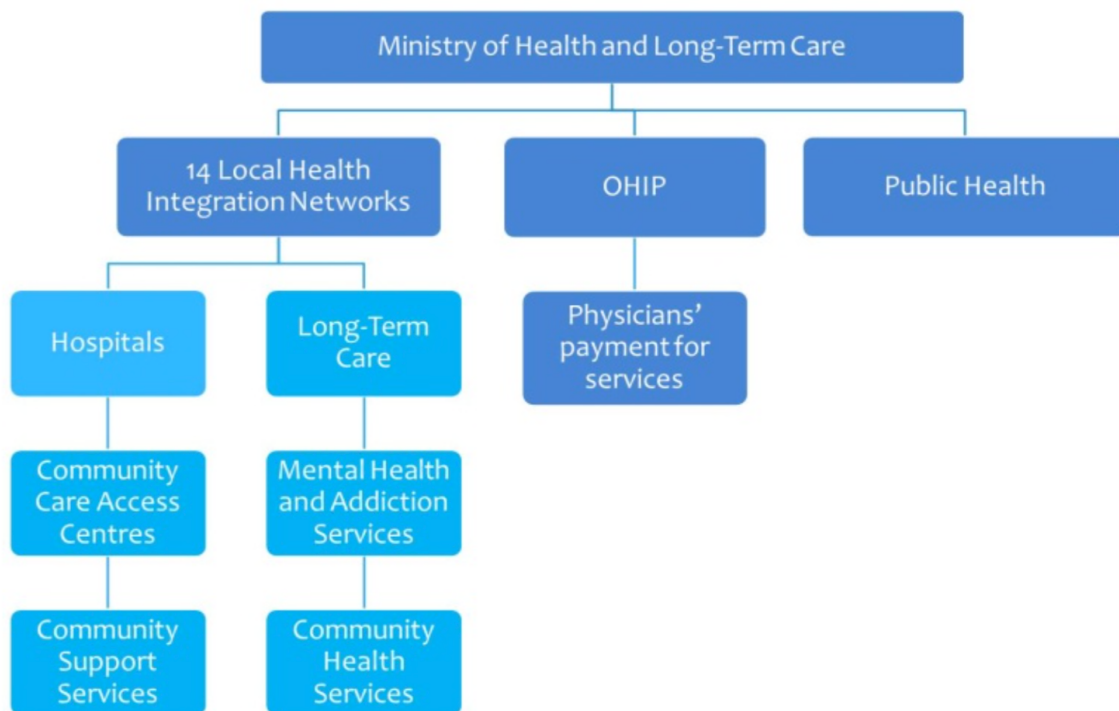 Ministry of Health and Long-Term Care
14 Local Health
Integration Networks
OHIP
Public Health
Hospitals
Long-Term
Care
Physicians’
payment for
services
Community
Care Access
Centres
Mental Health
and Addiction
Services
Community
Support
Services
Community
Health
Services